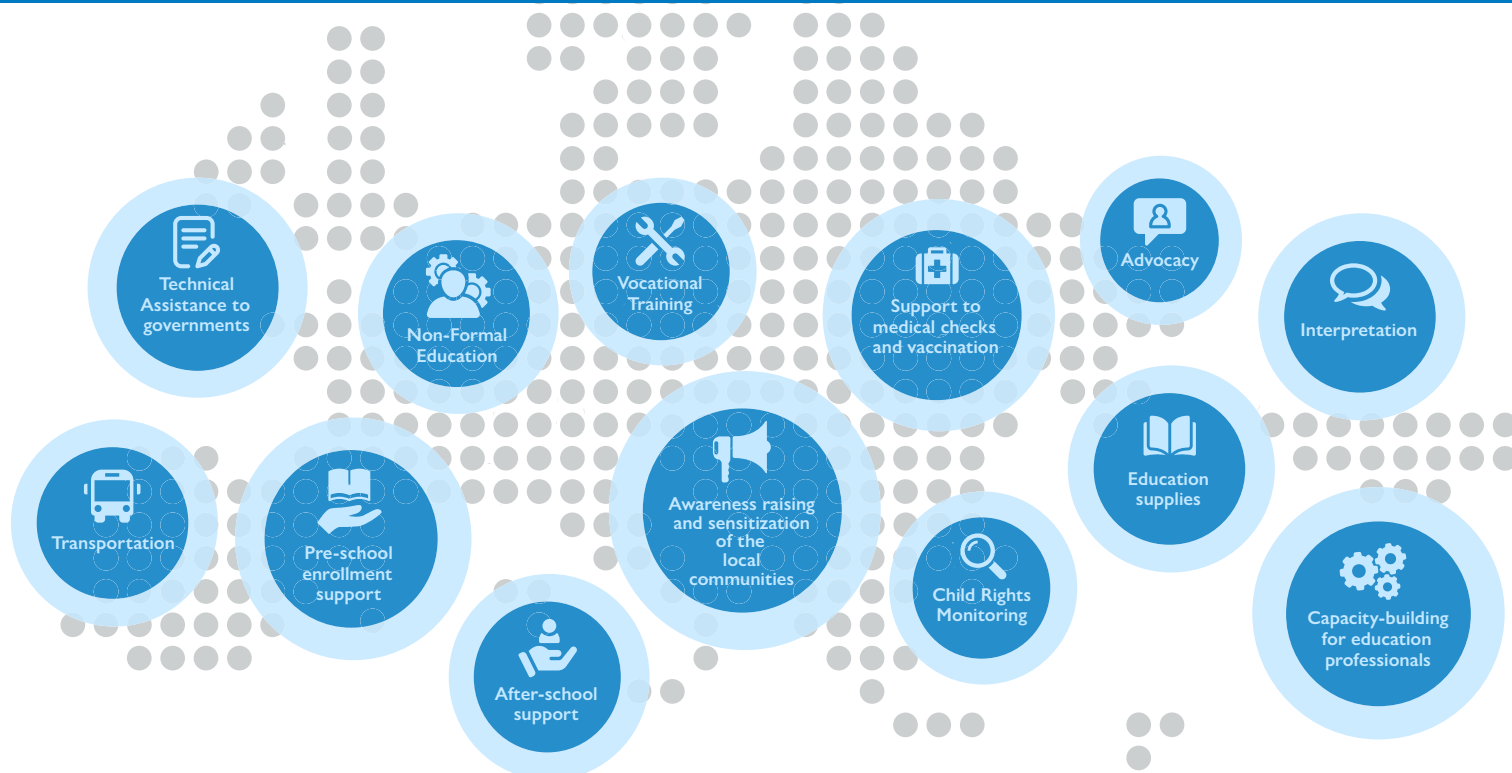 Technical
Assistance to
governments
Non-Formal
Education
Vocational
Training
Support to
medical checks
and vaccination
Advocacy
Interpretation
Transportation
Pre-school
enrollment
support
After-school
support
Awareness raising
and sensitization
of the
local
communities
Child Rights
Monitoring
Education
supplies
Capacity-building
for education
professionals